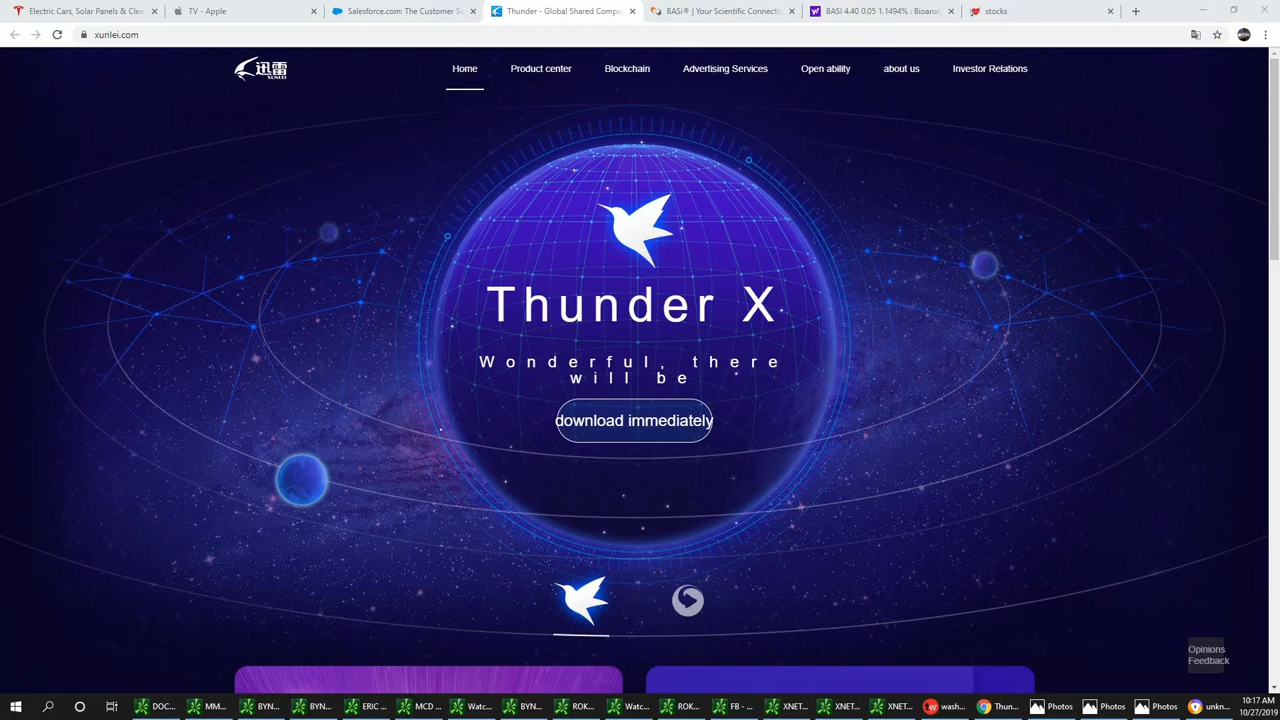 Electric Cars, Solar Panels & Clea
TV - Apple
Salesforce.com: The Customer Su
Thunder - Global Shared Compu
BASi® | Your Scientific Connectio
BASI 4.40 0.05 1.1494% : Bioanaly
stocks
xunlei.com
迅雷
XUNLEI
Home
Product center
Blockchain
Advertising Services
Open ability
about us
Investor Relations
Thunder X
Wonderful, there
will be
download immediately
Opinions
Feedback
DOC...
MM...
BYN...
BYN...
ERIC ...
MCD ...
Watc...
BYN...
ROK...
Watc...
ROK...
FB - ...
XNET...
XNET...
XNET...
wash...
Thun...
Photos
Photos
Photos
unkn...
10:17 AM
10/27/2019